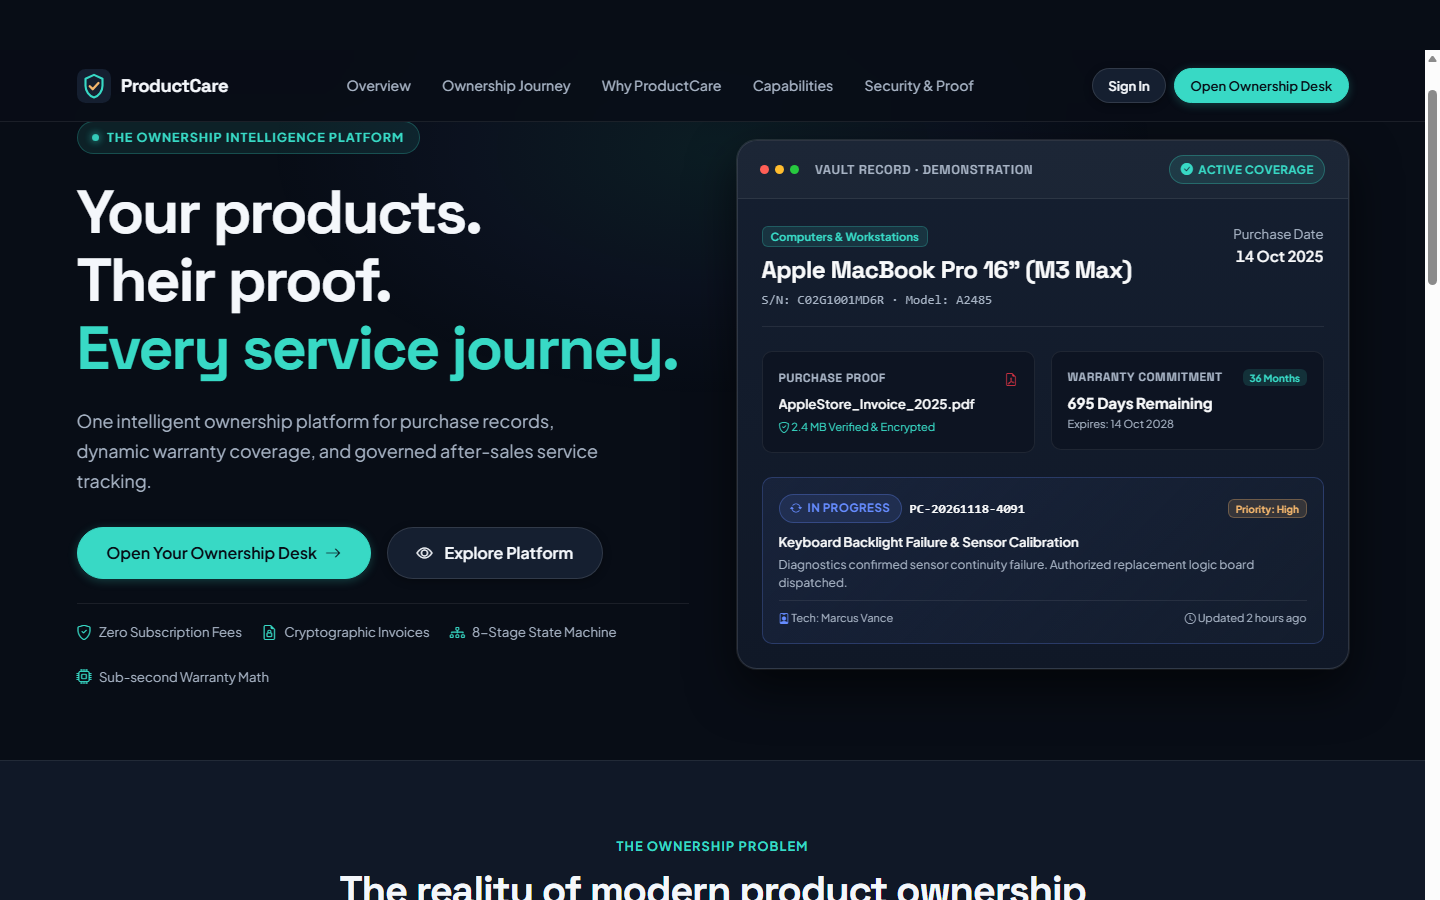 ProductCare
Overview
Ownership Journey
Why ProductCare
Capabilities
Security & Proof
Sign In
Open Ownership Desk
THE OWNERSHIP INTELLIGENCE PLATFORM
Your products.
Their proof.
Every service journey.
One intelligent ownership platform for purchase records,
dynamic warranty coverage, and governed after-sales service
tracking.
Open Your Ownership Desk →
Explore Platform
Zero Subscription Fees
Cryptographic Invoices
8-Stage State Machine
Sub-second Warranty Math
VAULT RECORD · DEMONSTRATION
ACTIVE COVERAGE
Computers & Workstations
Apple MacBook Pro 16” (M3 Max)
S/N: C02G1001MD6R · Model: A2485
Purchase Date
14 Oct 2025
PURCHASE PROOF
AppleStore_Invoice_2025.pdf
2.4 MB Verified & Encrypted
WARRANTY COMMITMENT
36 Months
695 Days Remaining
Expires: 14 Oct 2028
IN PROGRESS
PC-20261118-4091
Priority: High
Keyboard Backlight Failure & Sensor Calibration
Diagnostics confirmed sensor continuity failure. Authorized replacement logic board
dispatched.
Tech: Marcus Vance
Updated 2 hours ago
THE OWNERSHIP PROBLEM
The reality of modern product ownership